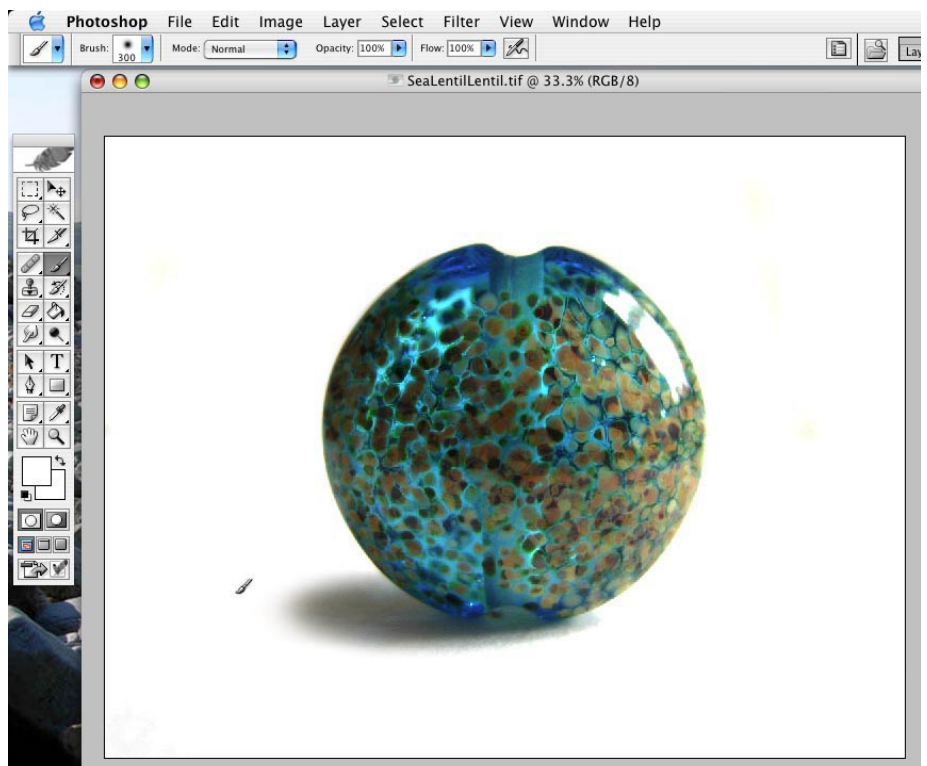 Photoshop File Edit Image Layer Select Filter View Window Help
Brush: 300 Mode: Normal Opacity: 100% Flow: 100% Lay
SeaLentilLentil.tif @ 33.3% (RGB/8)
T